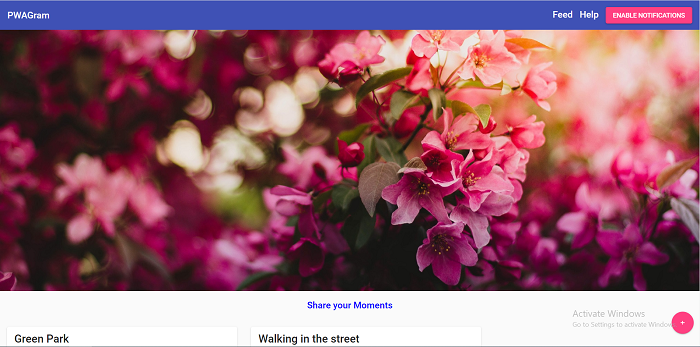 PWAGram
Feed
Help
ENABLE NOTIFICATIONS
Share your Moments
Activate Windows
Go to Settings to activate Windows
+
Green Park
Walking in the street